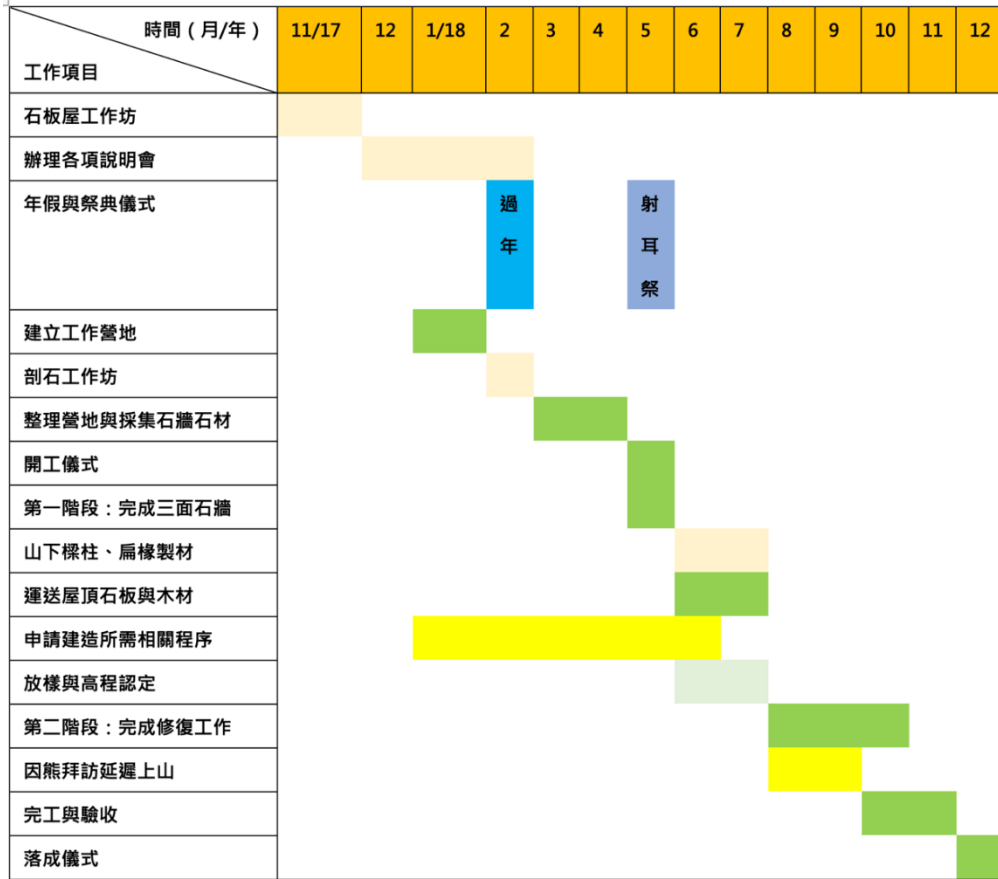 時間（月/年）
工作項目
11/17 12 1/18 2 3 4 5 6 7 8 9 10 11 12
石板屋工作坊
辦理各項說明會
年假與祭典儀式
過年
射耳祭
建立工作營地
剖石工作坊
整理營地與採集石牆石材
開工儀式
第一階段：完成三面石牆
山下樑柱、扁椽製材
運送屋頂石板與木材
申請建造所需相關程序
放樣與高程認定
第二階段：完成修復工作
因熊拜訪延遲上山
完工與驗收
落成儀式